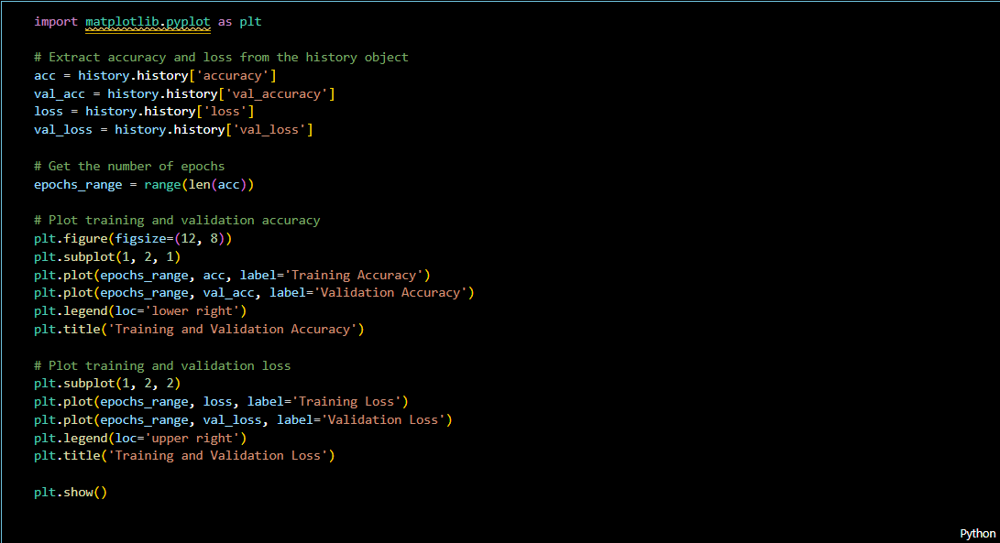 import matplotlib.pyplot as plt

# Extract accuracy and loss from the history object
acc = history.history['accuracy']
val_acc = history.history['val_accuracy']
loss = history.history['loss']
val_loss = history.history['val_loss']

# Get the number of epochs
epochs_range = range(len(acc))

# Plot training and validation accuracy
plt.figure(figsize=(12, 8))
plt.subplot(1, 2, 1)
plt.plot(epochs_range, acc, label='Training Accuracy')
plt.plot(epochs_range, val_acc, label='Validation Accuracy')
plt.legend(loc='lower right')
plt.title('Training and Validation Accuracy')

# Plot training and validation loss
plt.subplot(1, 2, 2)
plt.plot(epochs_range, loss, label='Training Loss')
plt.plot(epochs_range, val_loss, label='Validation Loss')
plt.legend(loc='upper right')
plt.title('Training and Validation Loss')

plt.show()

Python